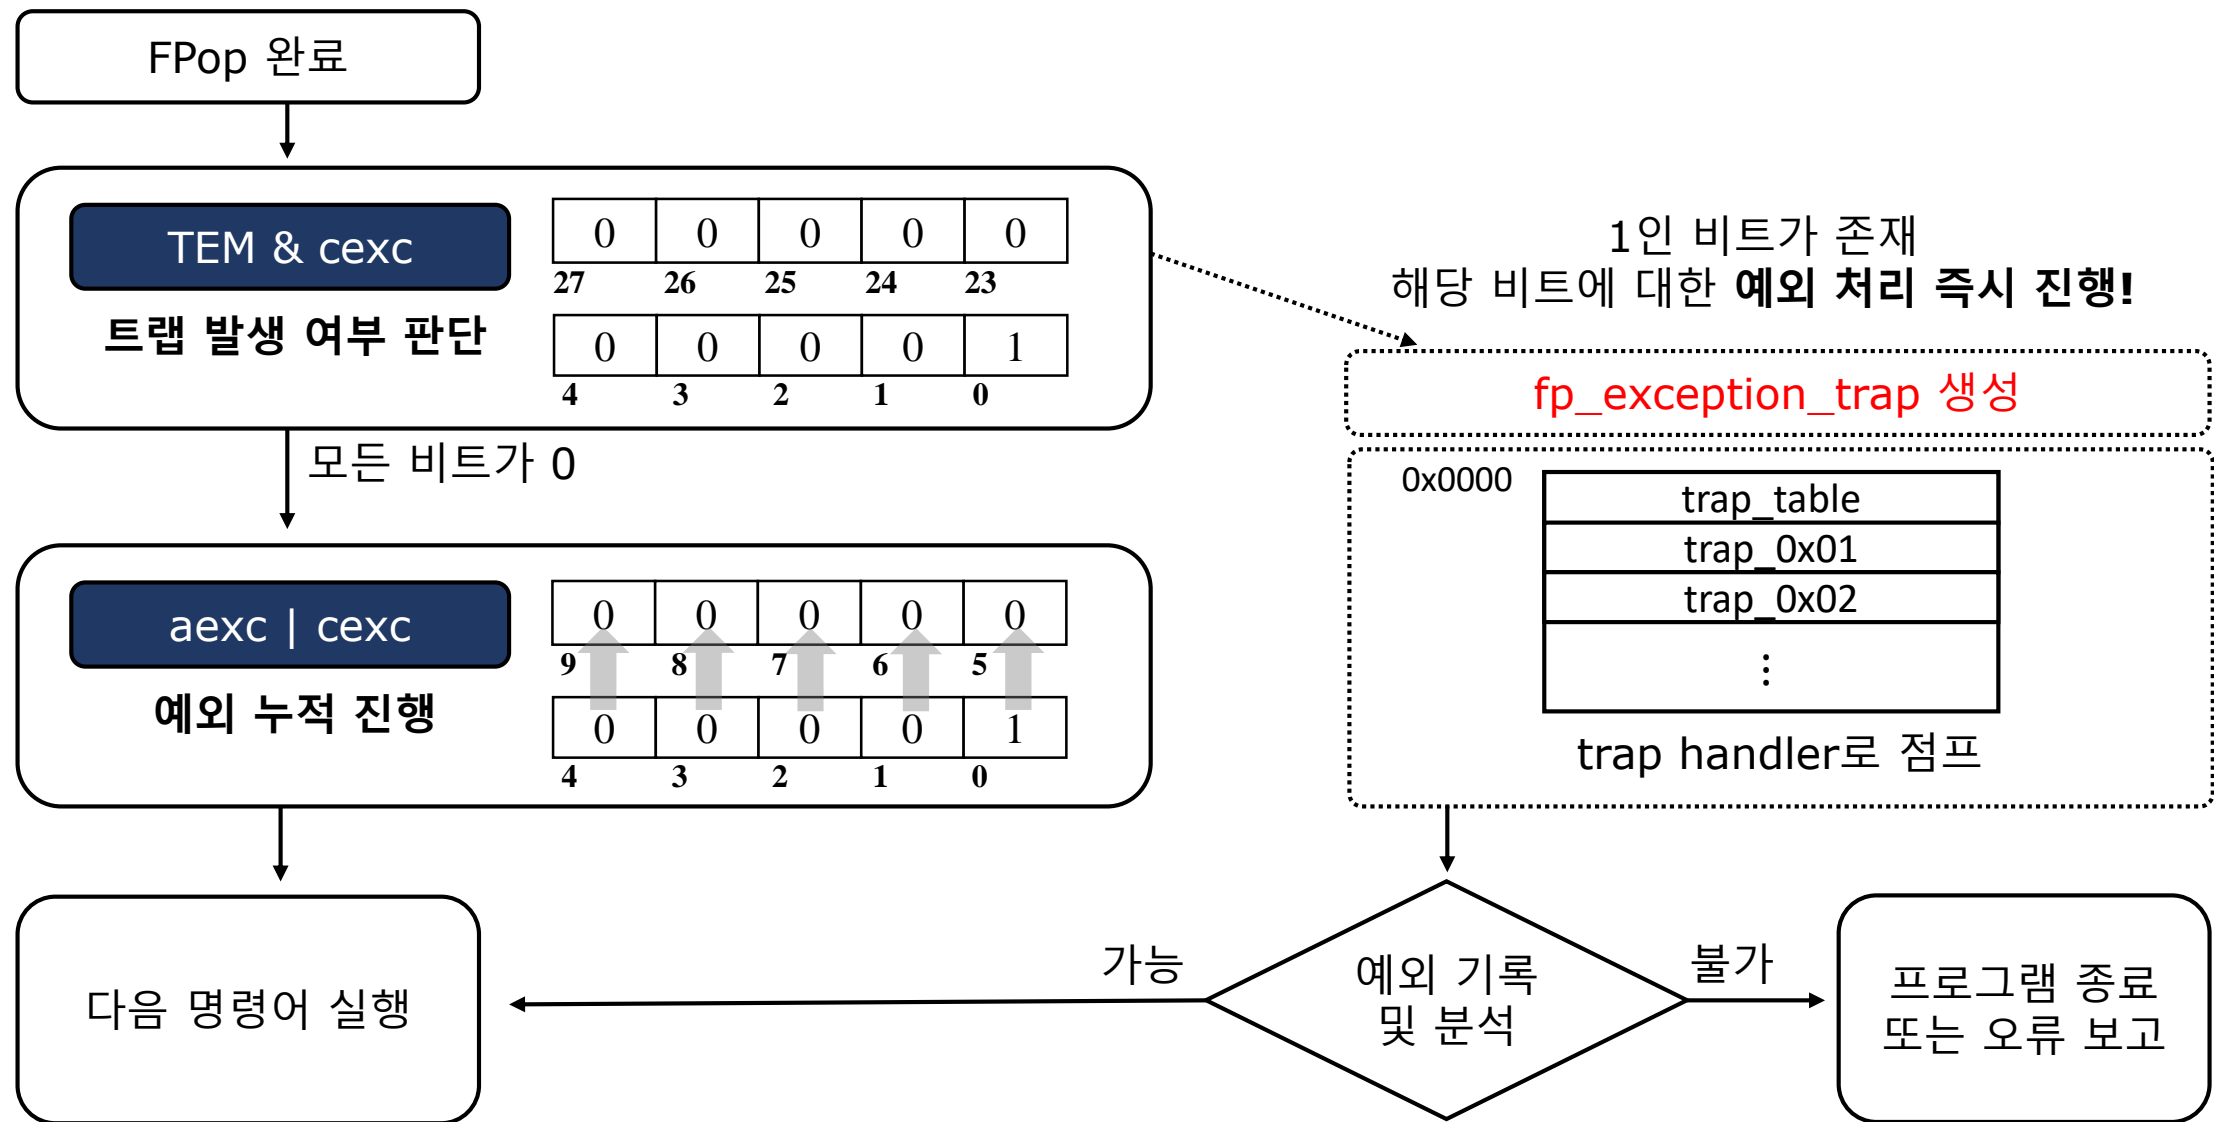 FPop 완료
TEM & cexc
트랩 발생 여부 판단
0 0 0 0 0
27 26 25 24 23
0 0 0 0 1
4 3 2 1 0
모든 비트가 0
aexc | cexc
예외 누적 진행
0 0 0 0 0
9 8 7 6 5
0 0 0 0 1
4 3 2 1 0
다음 명령어 실행
1인 비트가 존재
해당 비트에 대한 예외 처리 즉시 진행!
fp_exception_trap 생성
0x0000
trap_table
trap_0x01
trap_0x02
⋮
trap handler로 점프
예외 기록
및 분석
가능
불가
프로그램 종료
또는 오류 보고